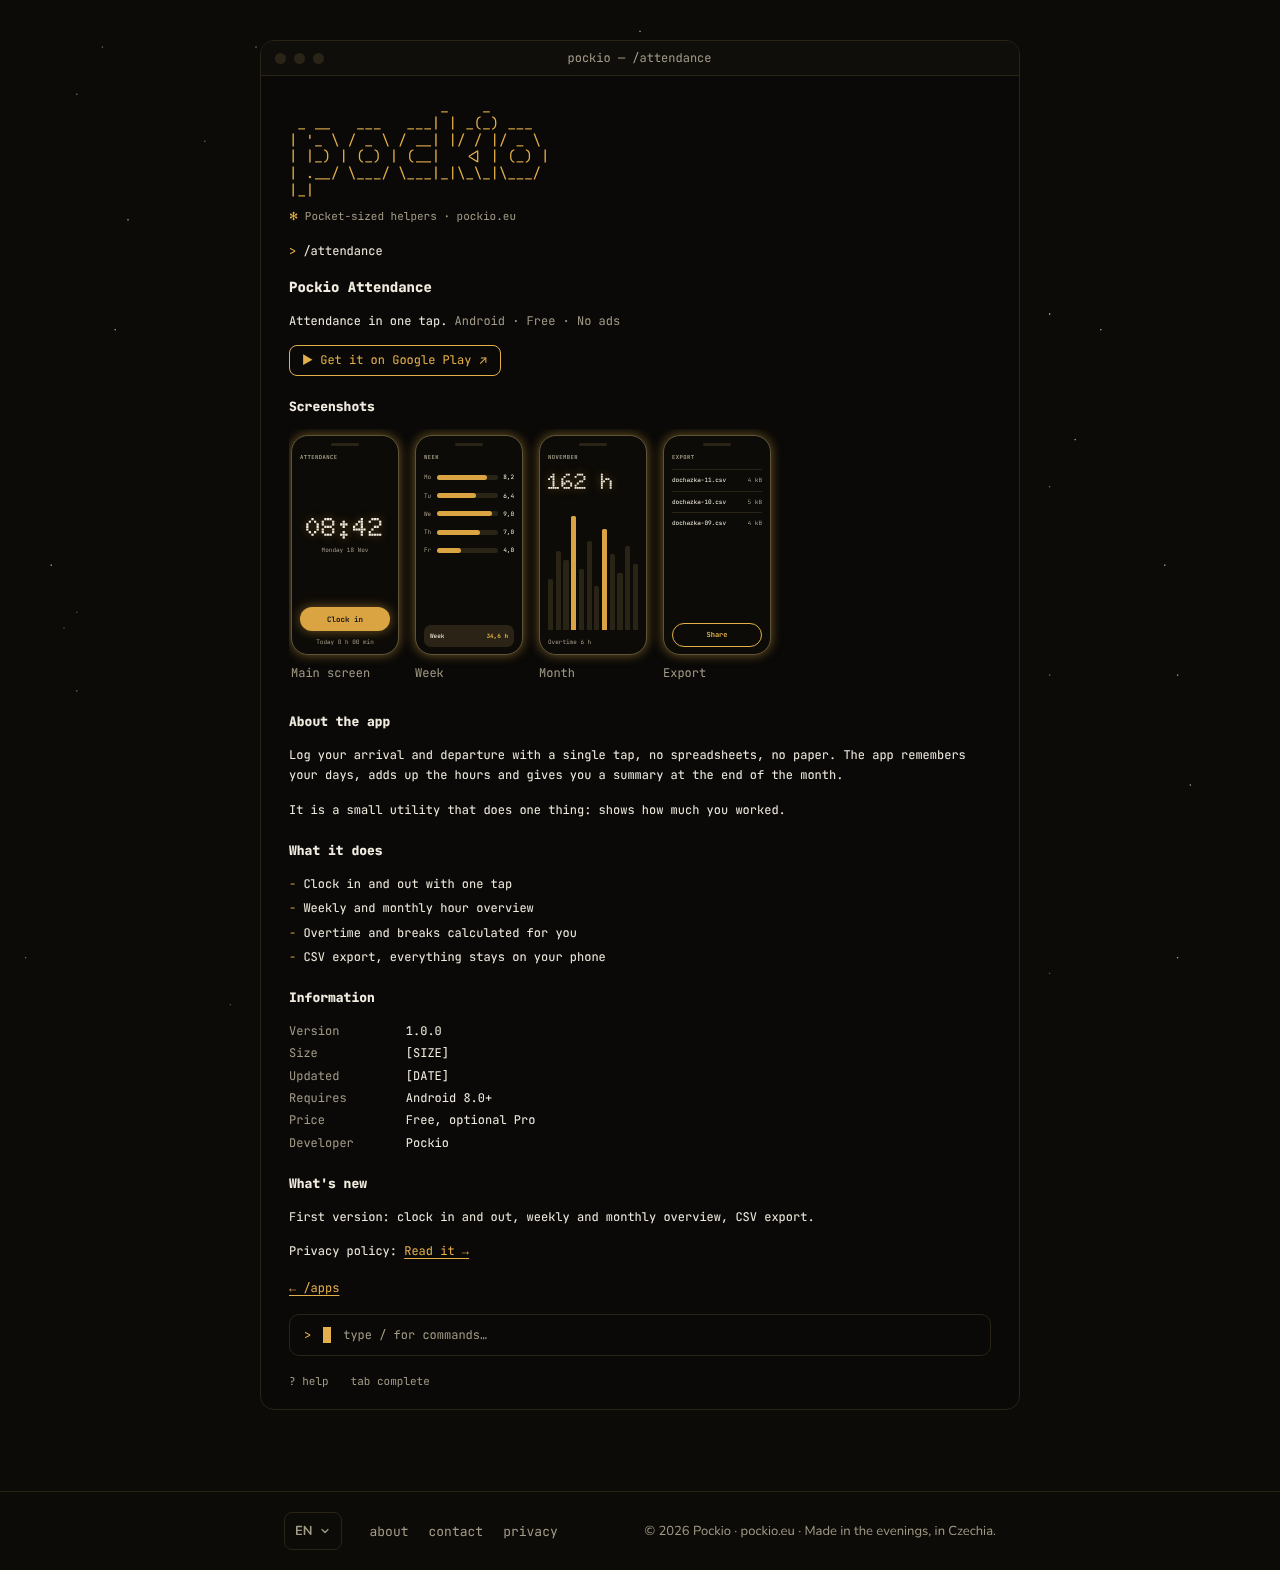 pockio — /attendance
pockio
✻ Pocket-sized helpers · pockio.eu
> /attendance
Pockio Attendance
Attendance in one tap. Android · Free · No ads
▶ Get it on Google Play ↗
Screenshots
ATTENDANCE
08:42
Monday 18 Nov
Clock in
Today 0 h 00 min
Main screen
WEEK
Mo 8,2
Tu 6,4
We 9,0
Th 7,0
Fr 4,0
Week 34,6 h
Week
NOVEMBER
162 h
Overtime 6 h
Month
EXPORT
dochazka-11.csv 4 kB
dochazka-10.csv 5 kB
dochazka-09.csv 4 kB
Share
Export
About the app
Log your arrival and departure with a single tap, no spreadsheets, no paper. The app remembers
your days, adds up the hours and gives you a summary at the end of the month.
It is a small utility that does one thing: shows how much you worked.
What it does
- Clock in and out with one tap
- Weekly and monthly hour overview
- Overtime and breaks calculated for you
- CSV export, everything stays on your phone
Information
Version 1.0.0
Size [SIZE]
Updated [DATE]
Requires Android 8.0+
Price Free, optional Pro
Developer Pockio
What's new
First version: clock in and out, weekly and monthly overview, CSV export.
Privacy policy: Read it →
← /apps
> type / for commands…
? help tab complete
EN about contact privacy © 2026 Pockio · pockio.eu · Made in the evenings, in Czechia.